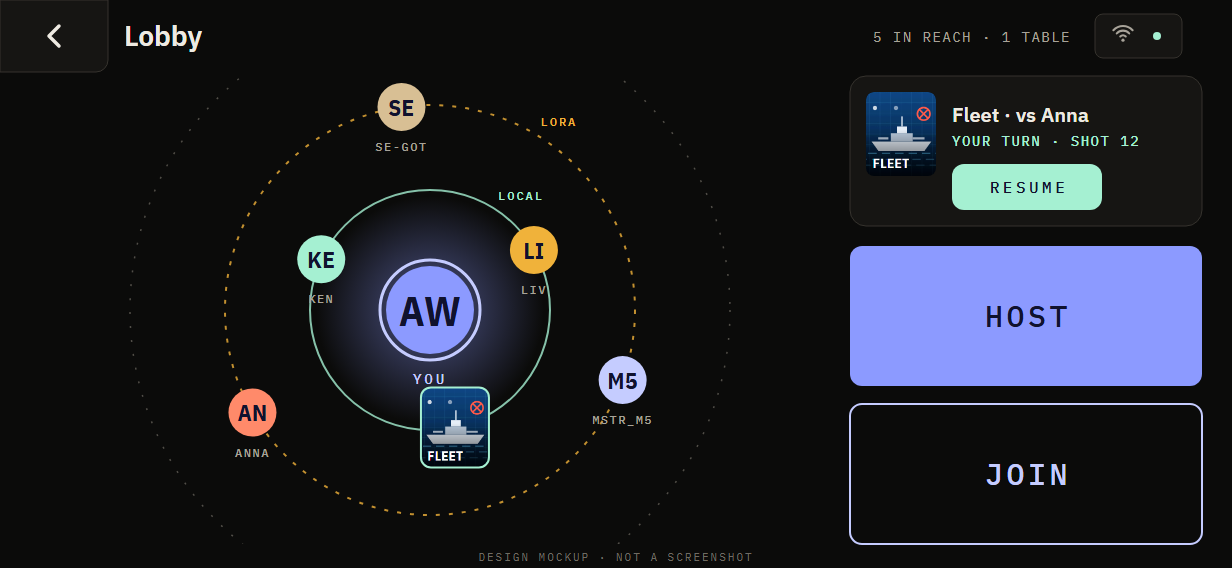 Lobby
5 IN REACH · 1 TABLE
SE
SE-GOT
LORA
LOCAL
KE
KEN
LI
LIV
AW
YOU
M5
MSTR_M5
AN
ANNA
FLEET
FLEET
Fleet · vs Anna
YOUR TURN · SHOT 12
RESUME
HOST
JOIN
DESIGN MOCKUP · NOT A SCREENSHOT